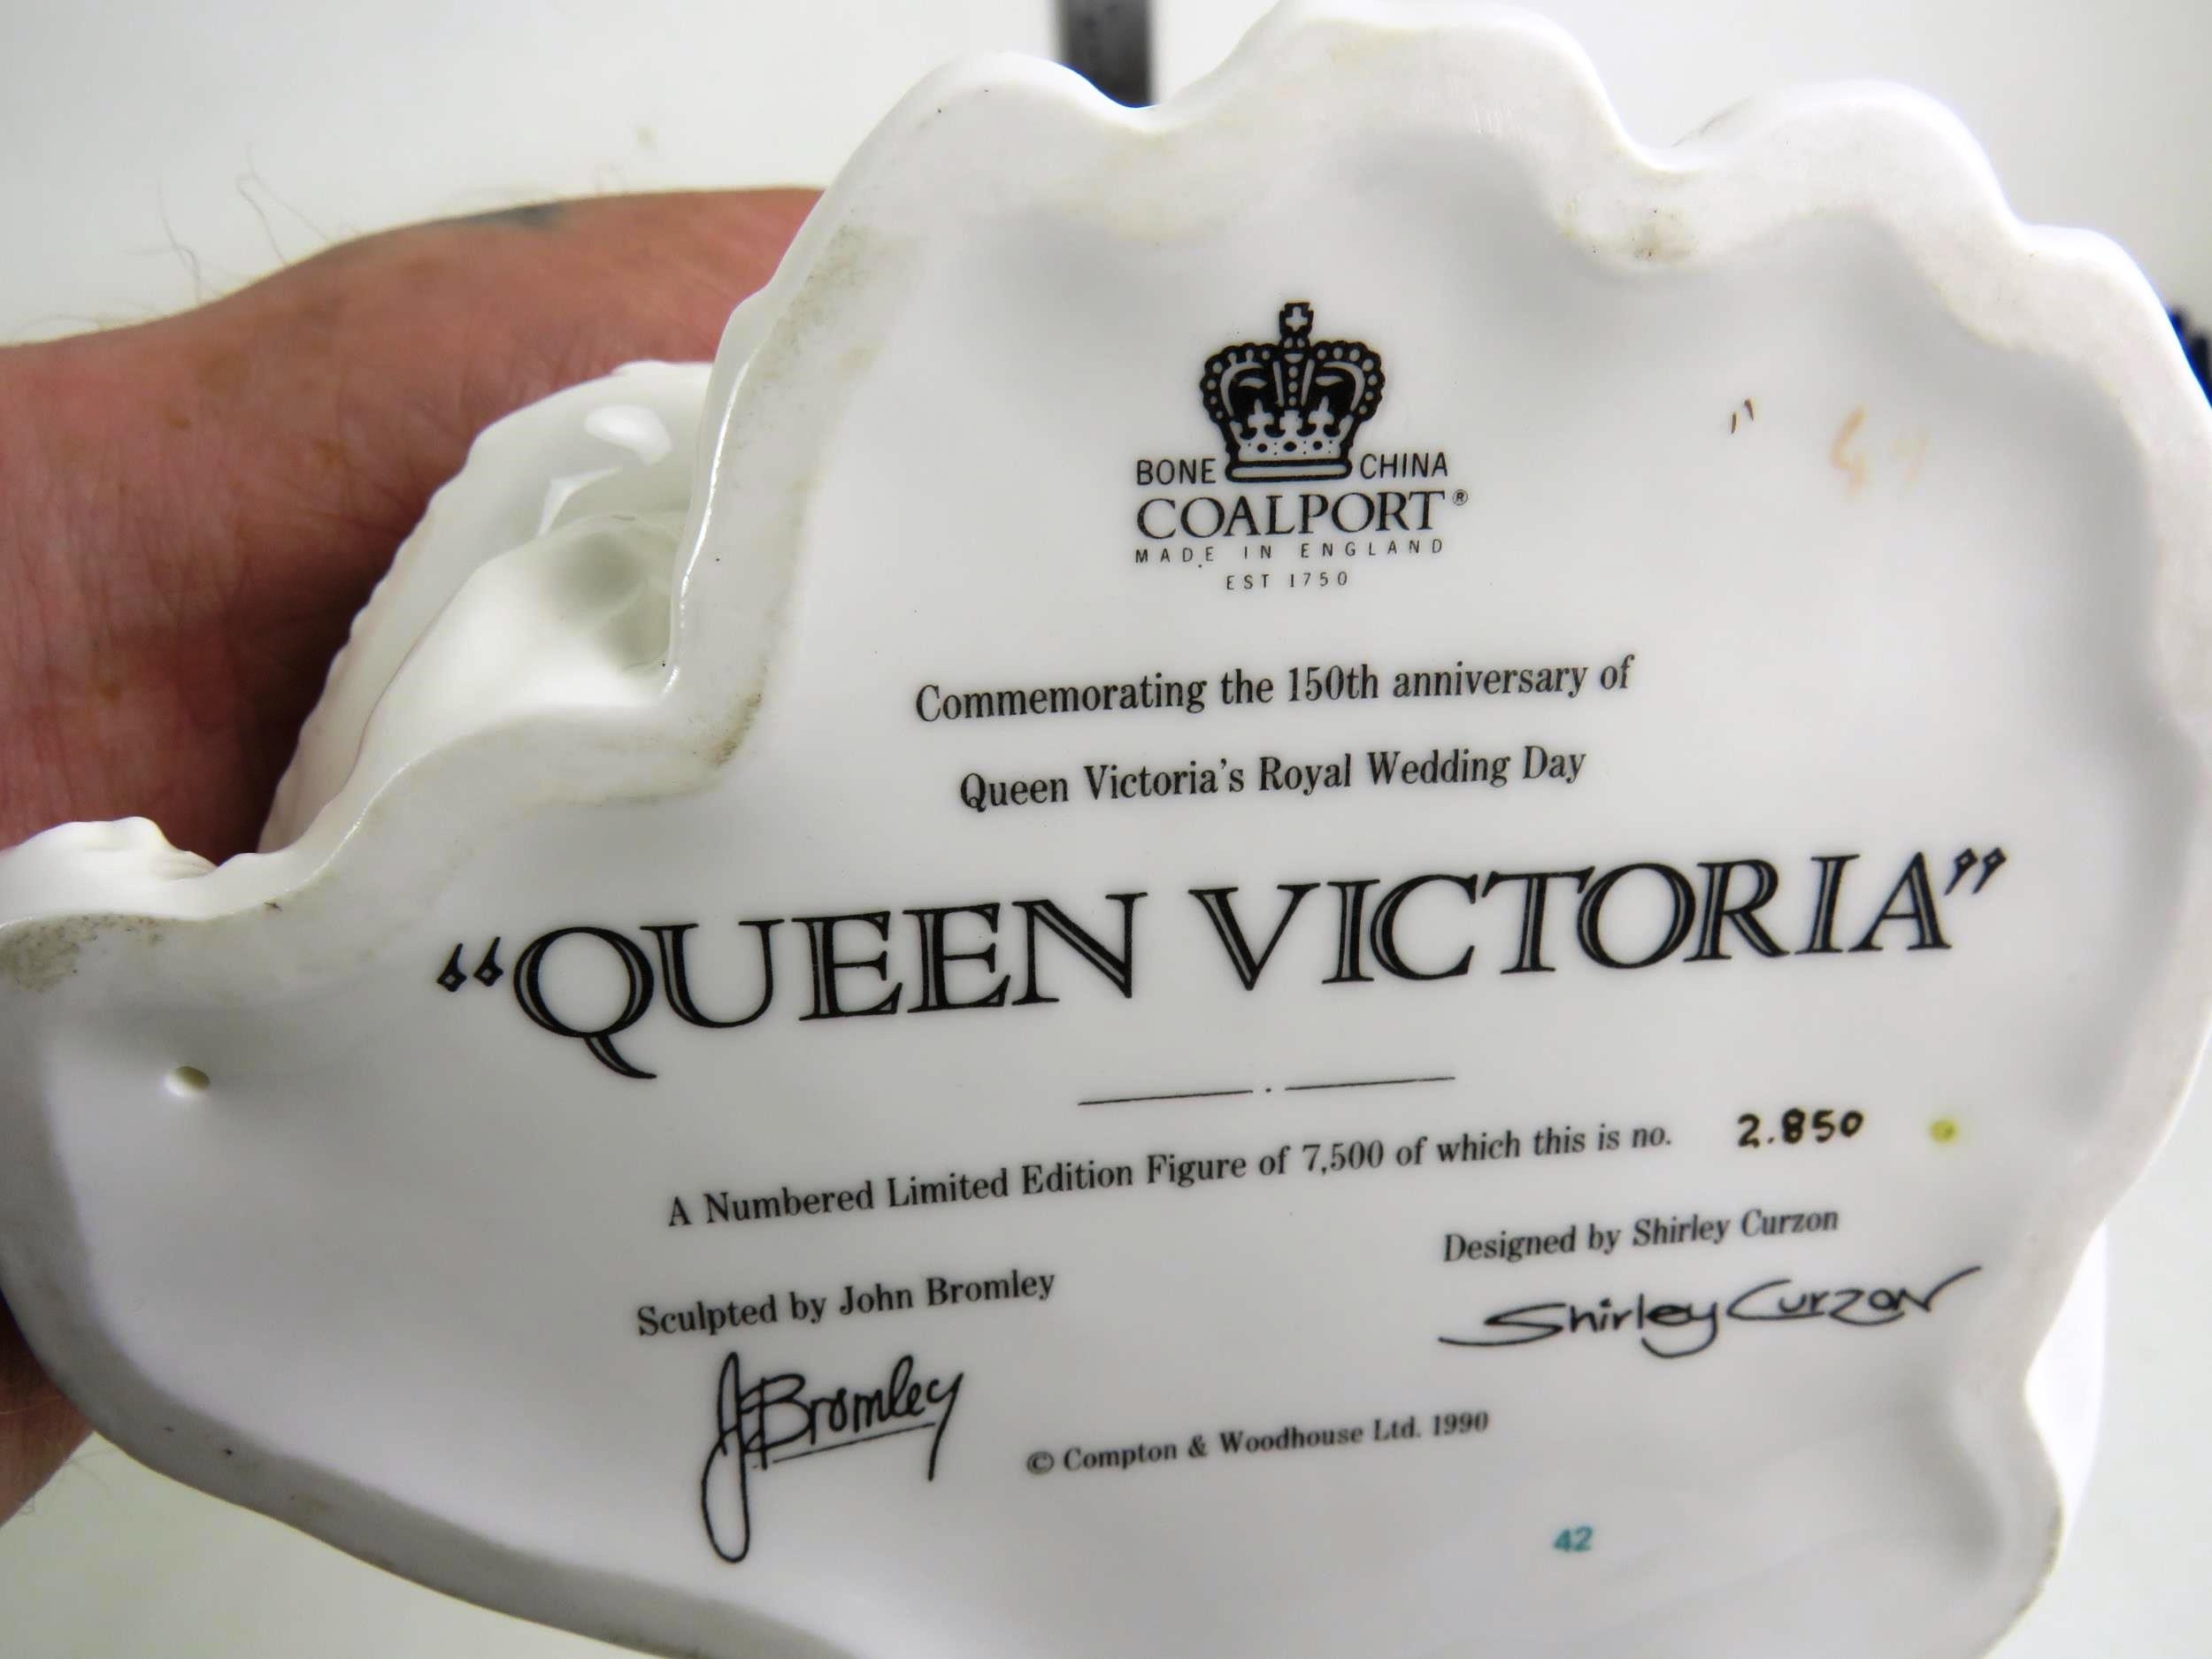 BONE CHINA
COALPORT®
MADE IN ENGLAND
EST 1750
Commemorating the 150th anniversary of
Queen Victoria's Royal Wedding Day
“QUEEN VICTORIA”
A Numbered Limited Edition Figure of 7,500 of which this is no. 2.850
Designed by Shirley Curzon
Shirley Curzon
Sculpted by John Bromley
J Bromley
© Compton & Woodhouse Ltd. 1990
42